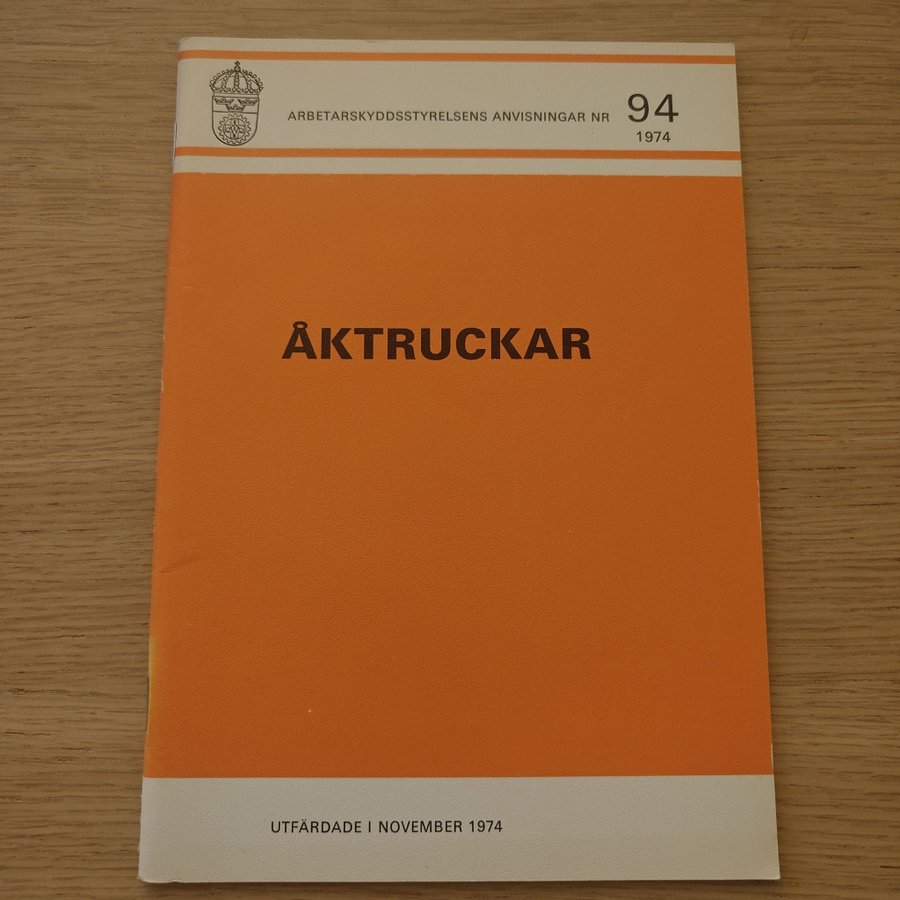 ARBETARSKYDDSSTYRELSENS ANVISNINGAR NR 94
1974
ÅKTRUCKAR
UTFÄRDADE I NOVEMBER 1974